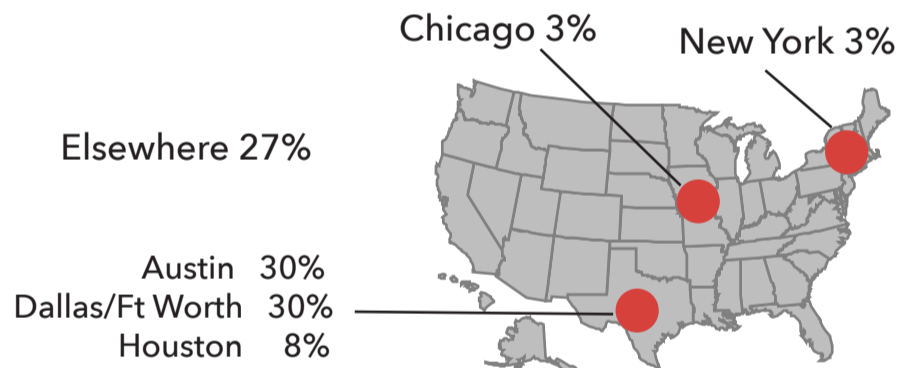 Chicago 3%
New York 3%
Elsewhere 27%
Austin 30%
Dallas/Ft Worth 30%
Houston 8%